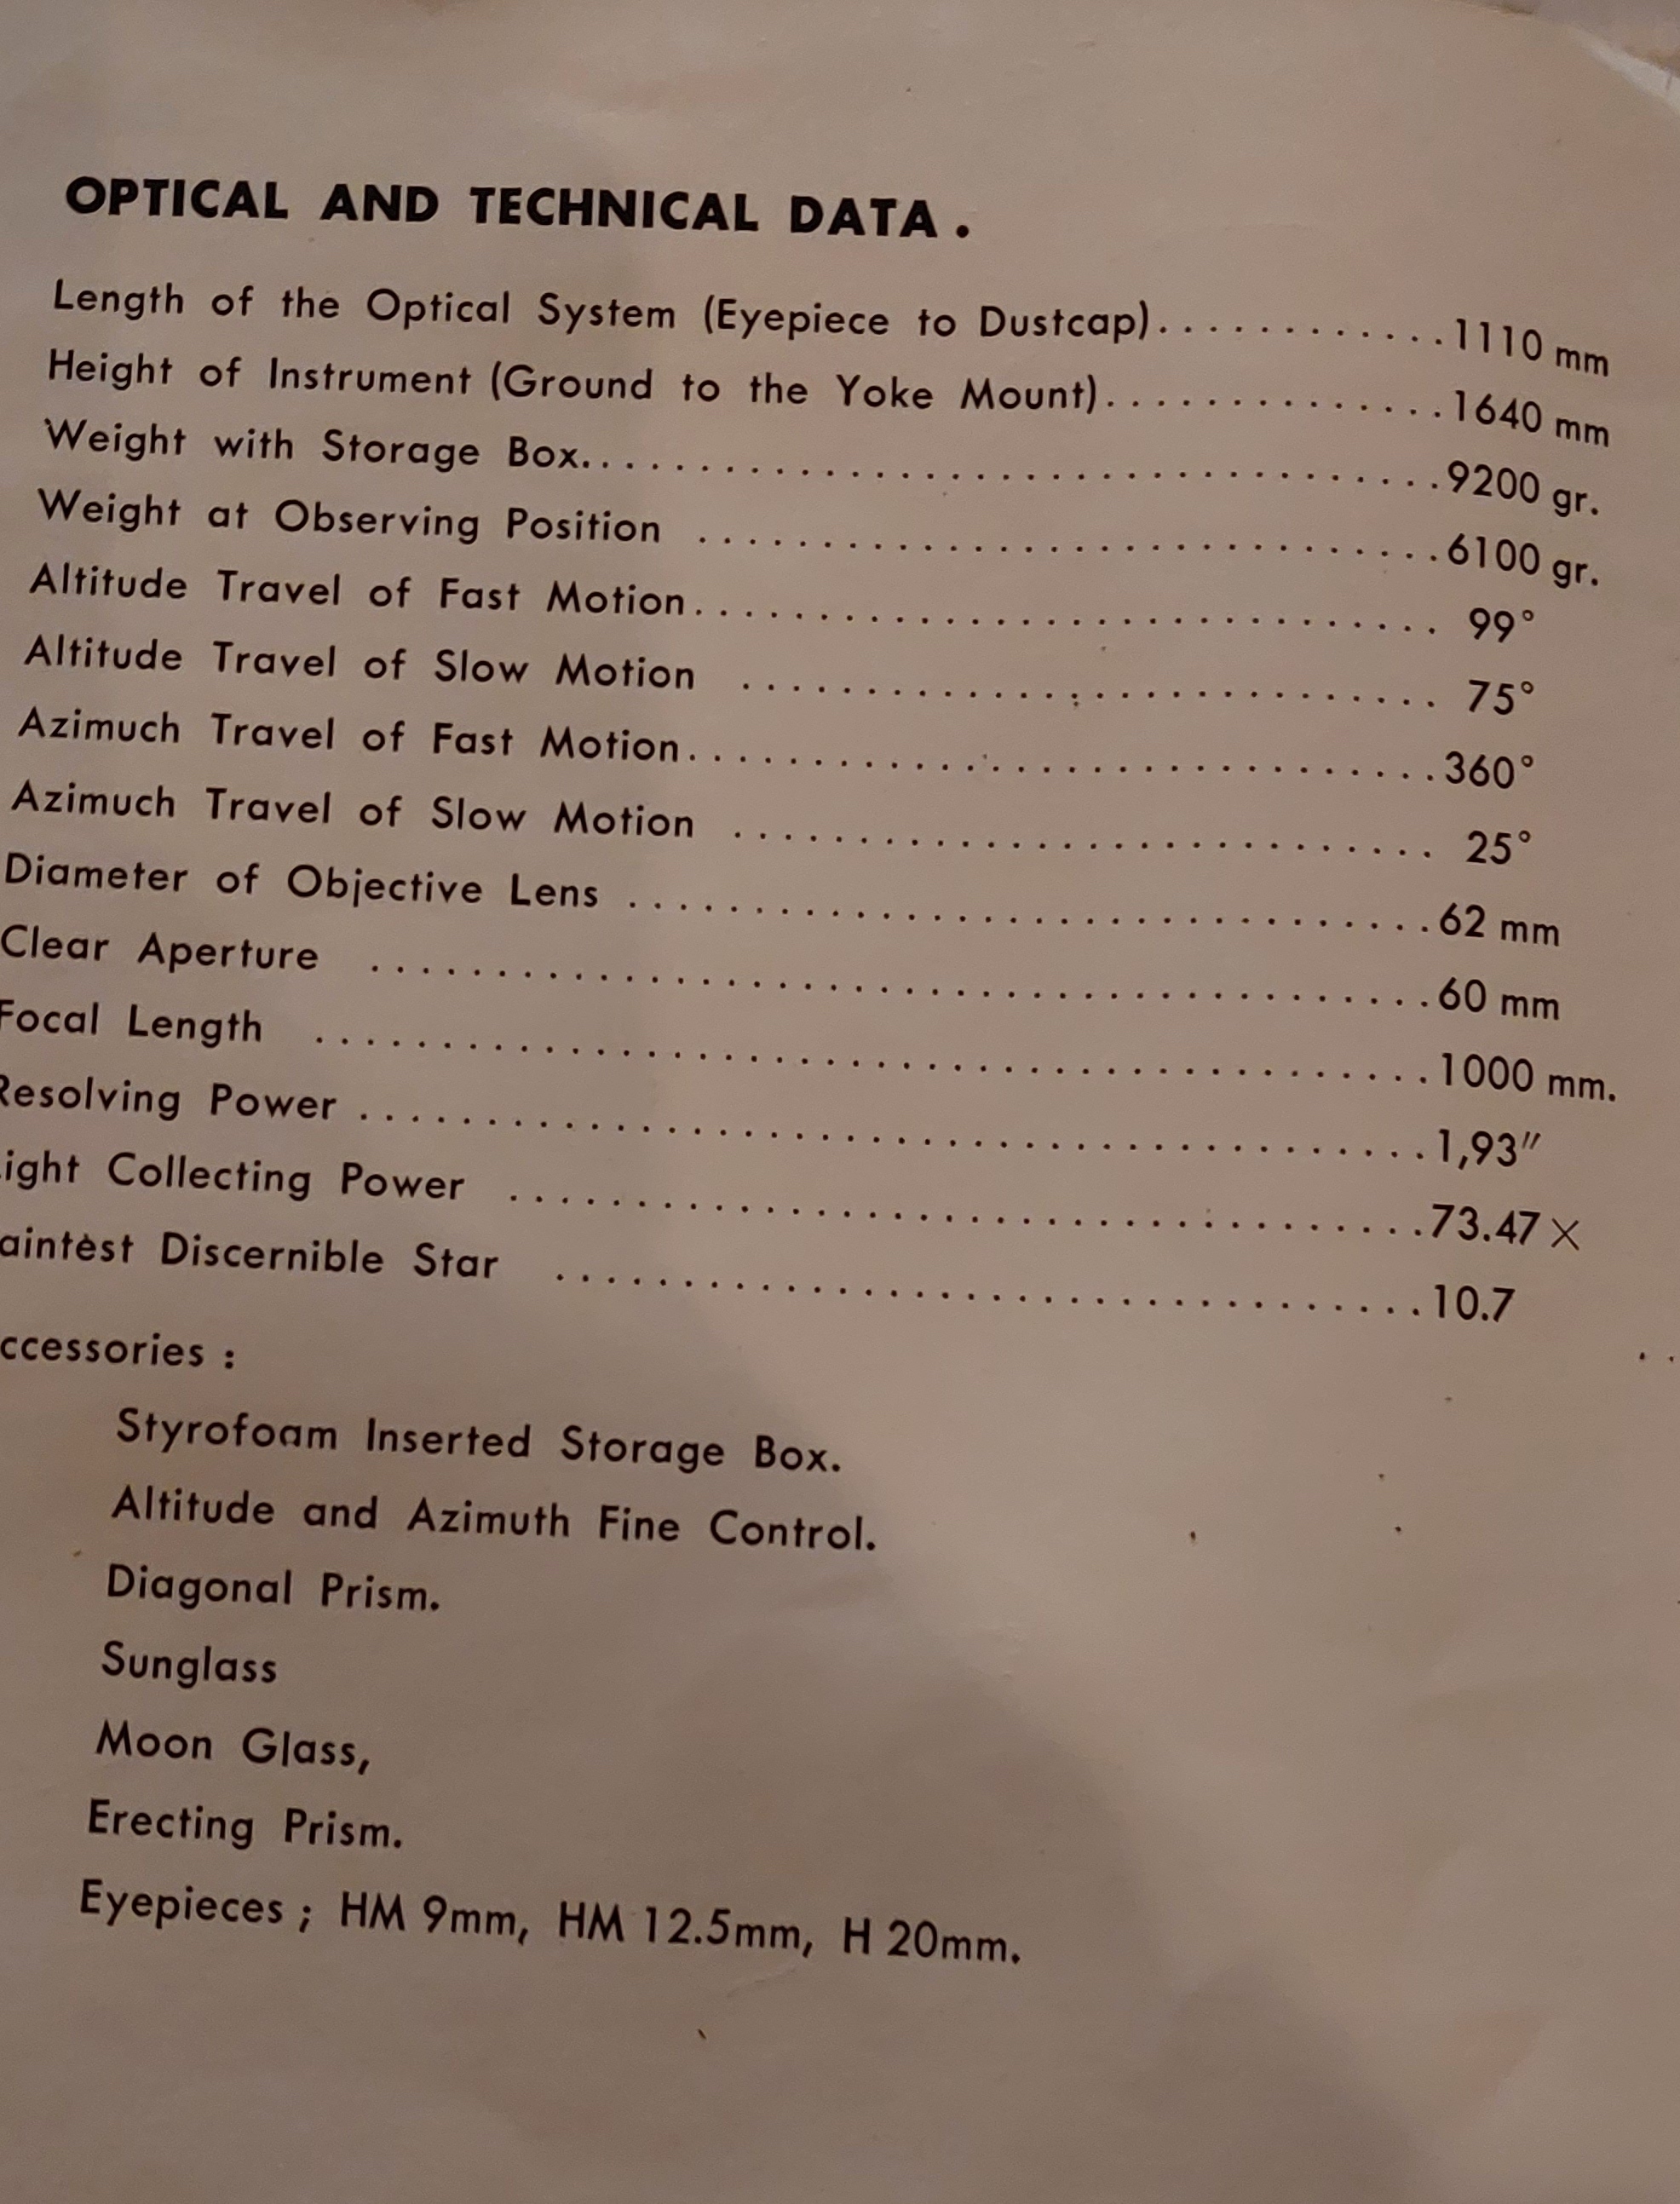 OPTICAL AND TECHNICAL DATA.
Length of the Optical System (Eyepiece to Dustcap)............1110 mm
Height of Instrument (Ground to the Yoke Mount)..............1640 mm
Weight with Storage Box..................................9200 gr.
Weight at Observing Position ..............................6100 gr.
Altitude Travel of Fast Motion.............................. 99°
Altitude Travel of Slow Motion ............................ 75°
Azimuch Travel of Fast Motion..............................360°
Azimuch Travel of Slow Motion ............................ 25°
Diameter of Objective Lens ................................62 mm
Clear Aperture ..........................................60 mm
Focal Length ............................................1000 mm.
Resolving Power ..........................................1,93″
ight Collecting Power ....................................73.47×
aintest Discernible Star ..................................10.7
ccessories :
Styrofoam Inserted Storage Box.
Altitude and Azimuth Fine Control.
Diagonal Prism.
Sunglass
Moon Glass,
Erecting Prism.
Eyepieces ; HM 9mm, HM 12.5mm, H 20mm.